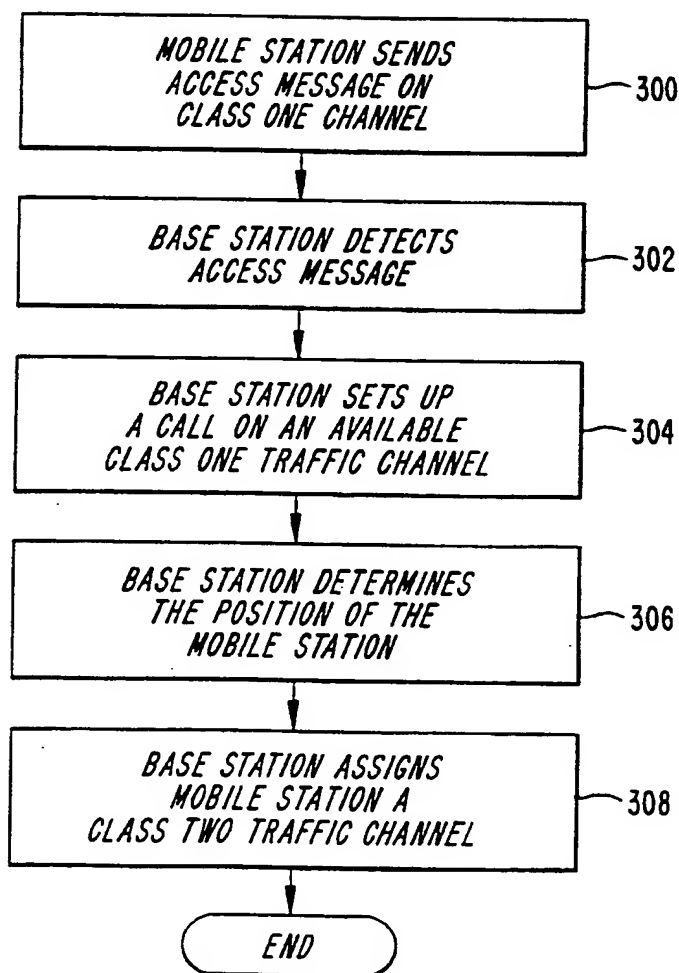 MOBILE STATION SENDS
ACCESS MESSAGE ON
CLASS ONE CHANNEL
300
BASE STATION DETECTS
ACCESS MESSAGE
302
BASE STATION SETS UP
A CALL ON AN AVAILABLE
CLASS ONE TRAFFIC CHANNEL
304
BASE STATION DETERMINES
THE POSITION OF THE
MOBILE STATION
306
BASE STATION ASSIGNS
MOBILE STATION A
CLASS TWO TRAFFIC CHANNEL
308
END